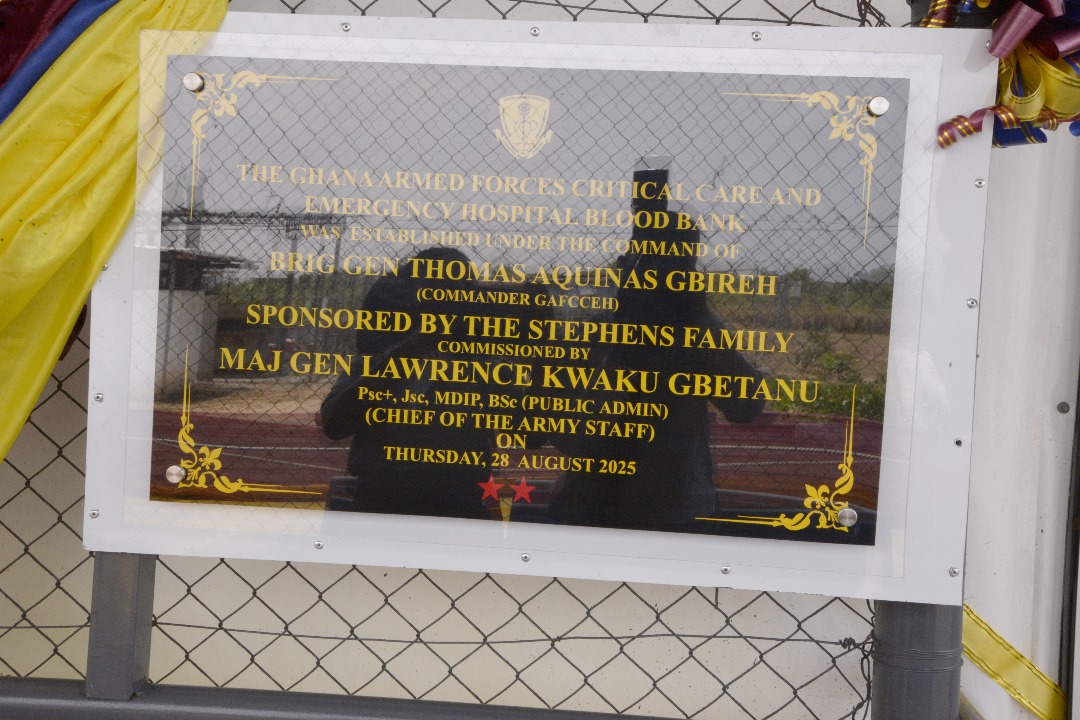 THE GHANA ARMED FORCES CRITICAL CARE AND
EMERGENCY HOSPITAL BLOOD BANK
WAS ESTABLISHED UNDER THE COMMAND OF
BRIG GEN THOMAS AQUINAS GBIREH
(COMMANDER GAFCCEH)
SPONSORED BY THE STEPHENS FAMILY
COMMISSIONED BY
MAJ GEN LAWRENCE KWAKU GBETANU
Psc+, Jsc, MDIP, BSc (PUBLIC ADMIN)
(CHIEF OF THE ARMY STAFF)
ON
THURSDAY, 28 AUGUST 2025